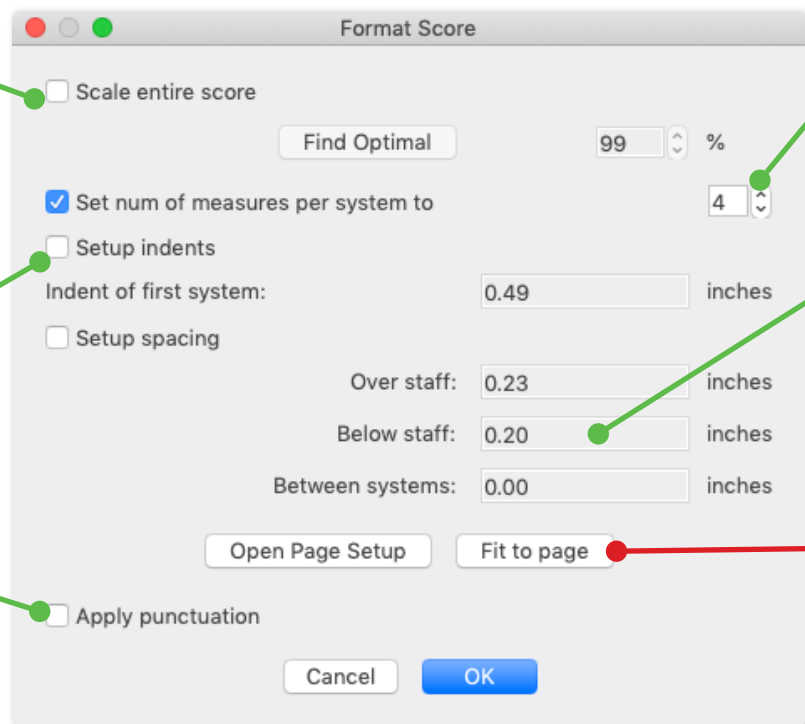 Format Score
Scale entire score
Find Optimal 99 %
Set num of measures per system to 4
Setup indents
Indent of first system: 0.49 inches
Setup spacing
Over staff: 0.23 inches
Below staff: 0.20 inches
Between systems: 0.00 inches
Open Page Setup Fit to page
Apply punctuation
Cancel OK